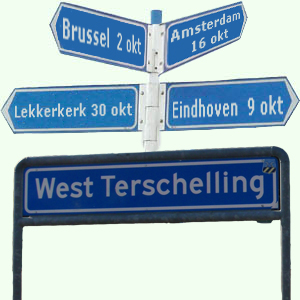 Brussel 2 okt
Amsterdam
16 okt
Lekkerkerk 30 okt
Eindhoven 9 okt
West Terschelling